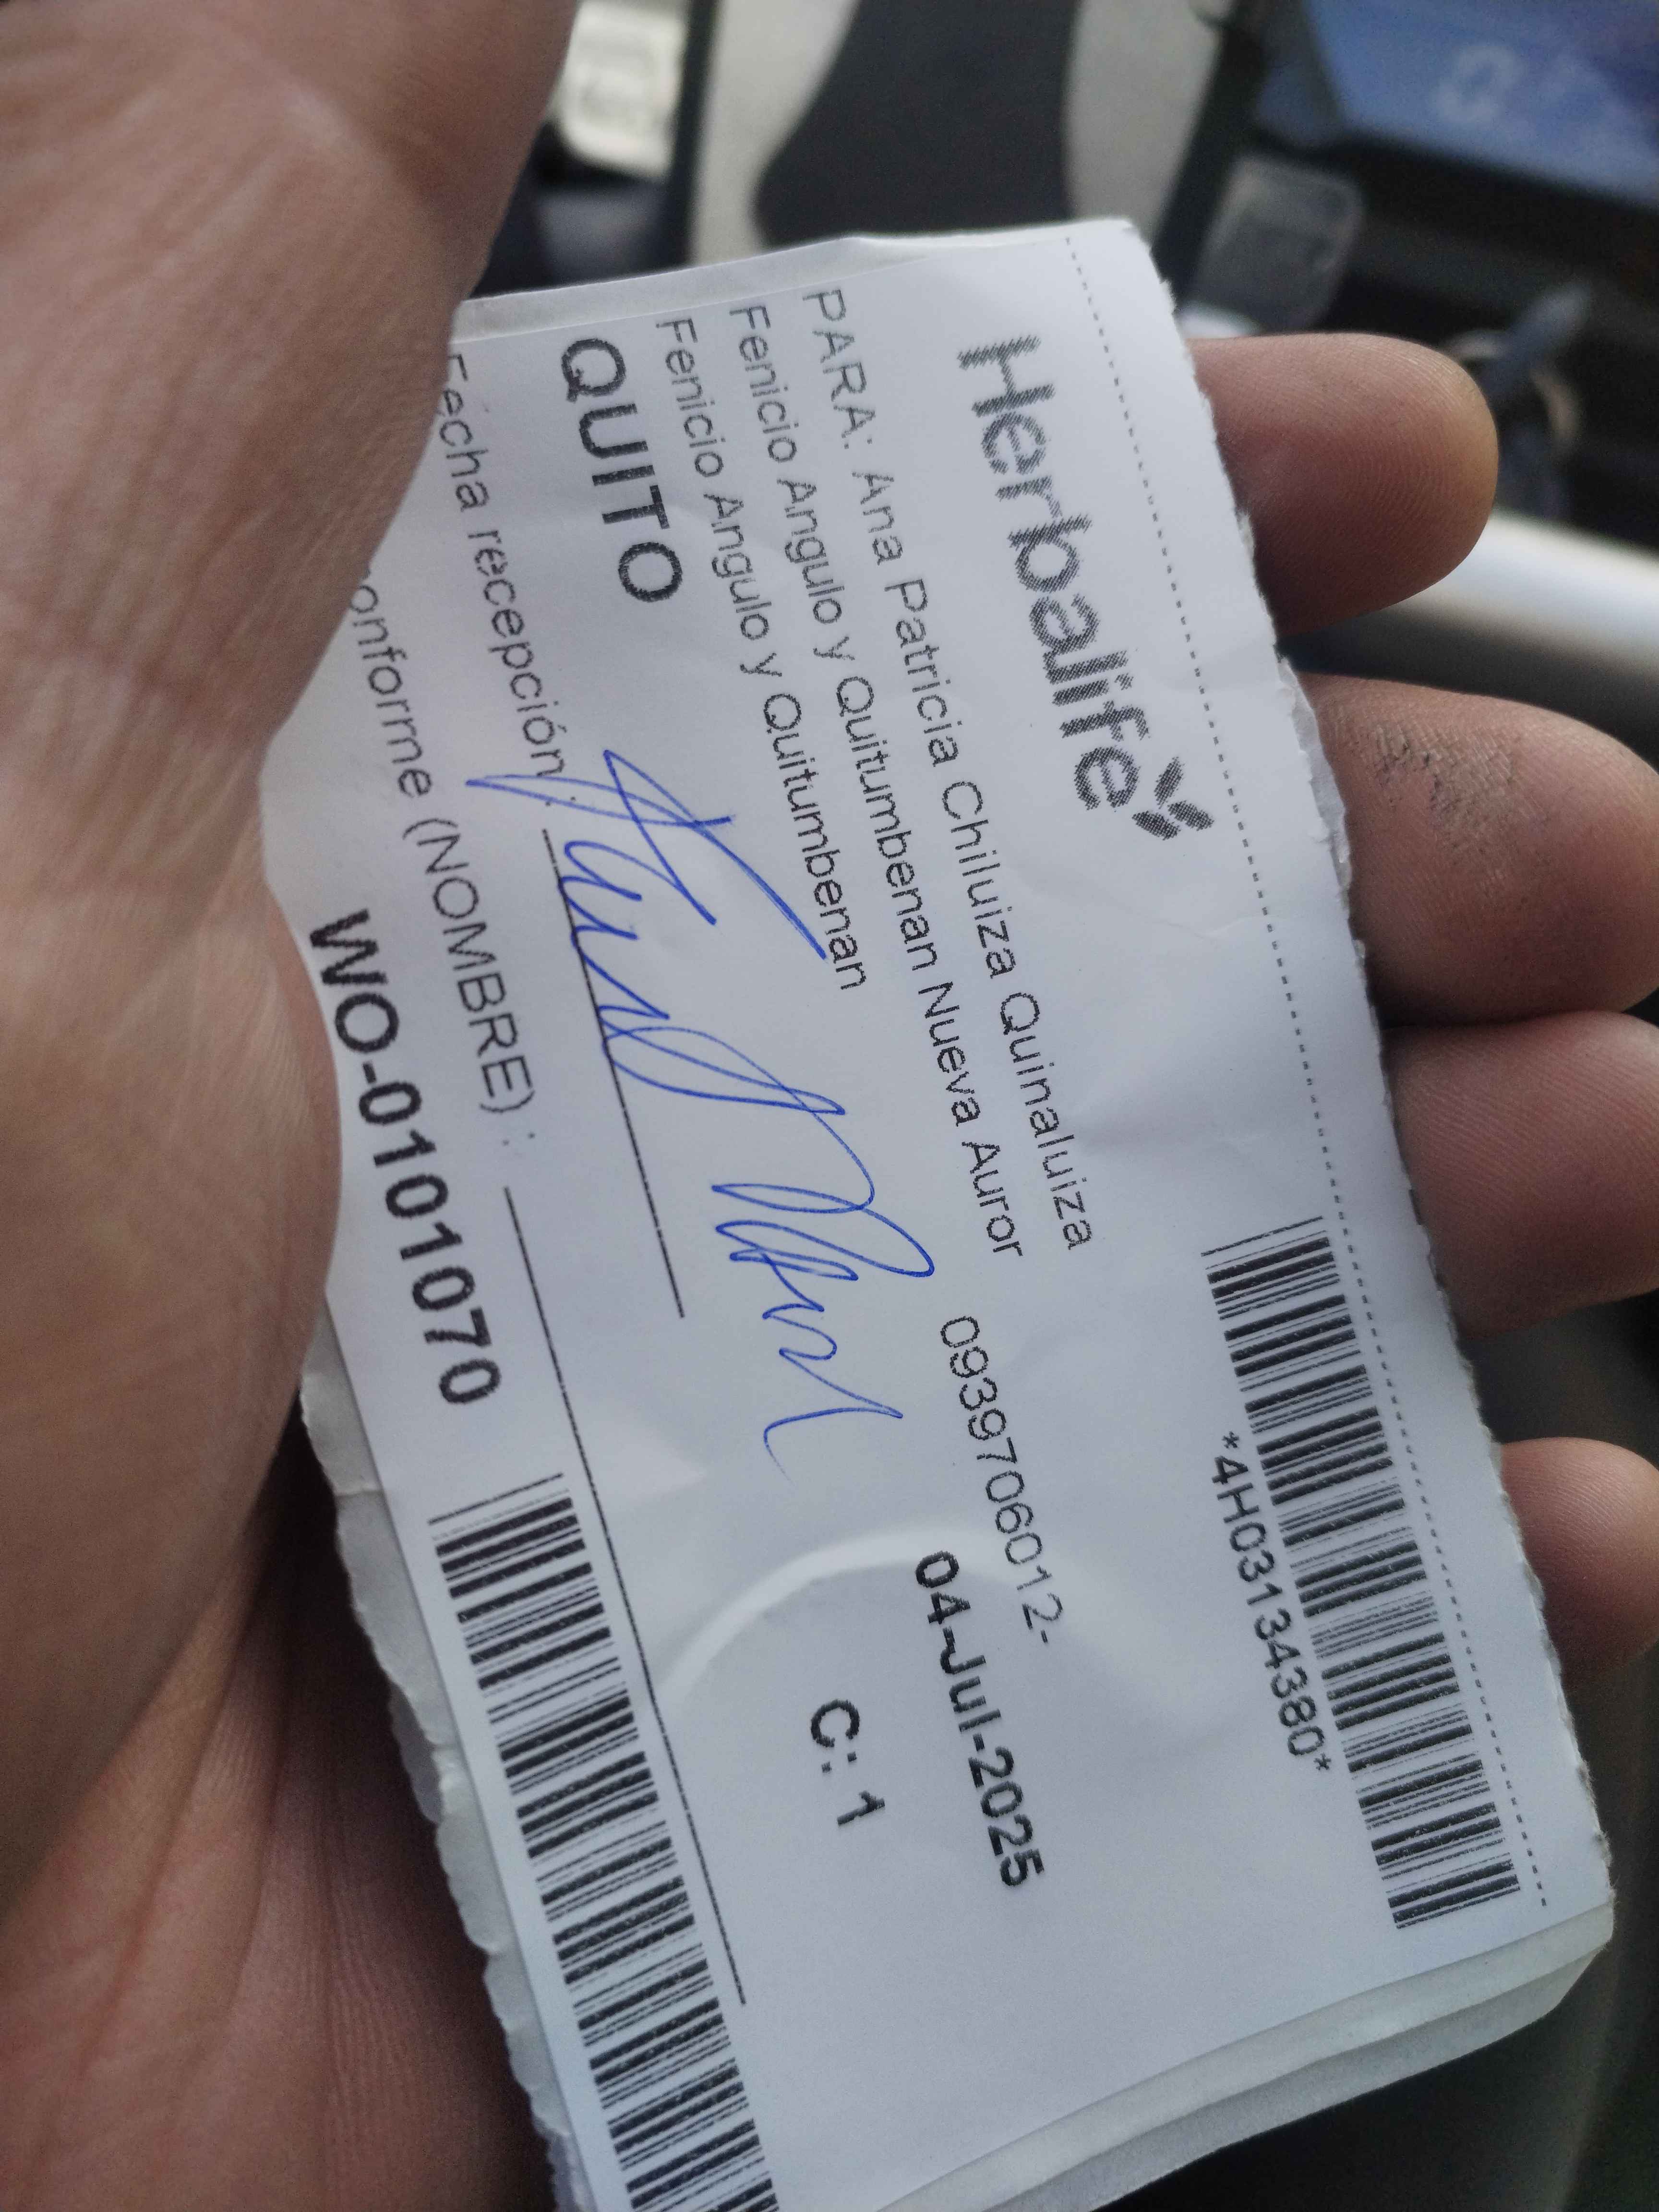 Herbalife
*4H03134380*
PARA: Ana Patricia Chiluiza Quinaluiza
Fenicio Angulo y Quitumbenan Nueva Auror 0939706012-
Fenicio Angulo y Quitumbenan
04-Jul-2025
QUITO
C: 1
Fecha recepción:
onforme (NOMBRE) :
WO-0101070